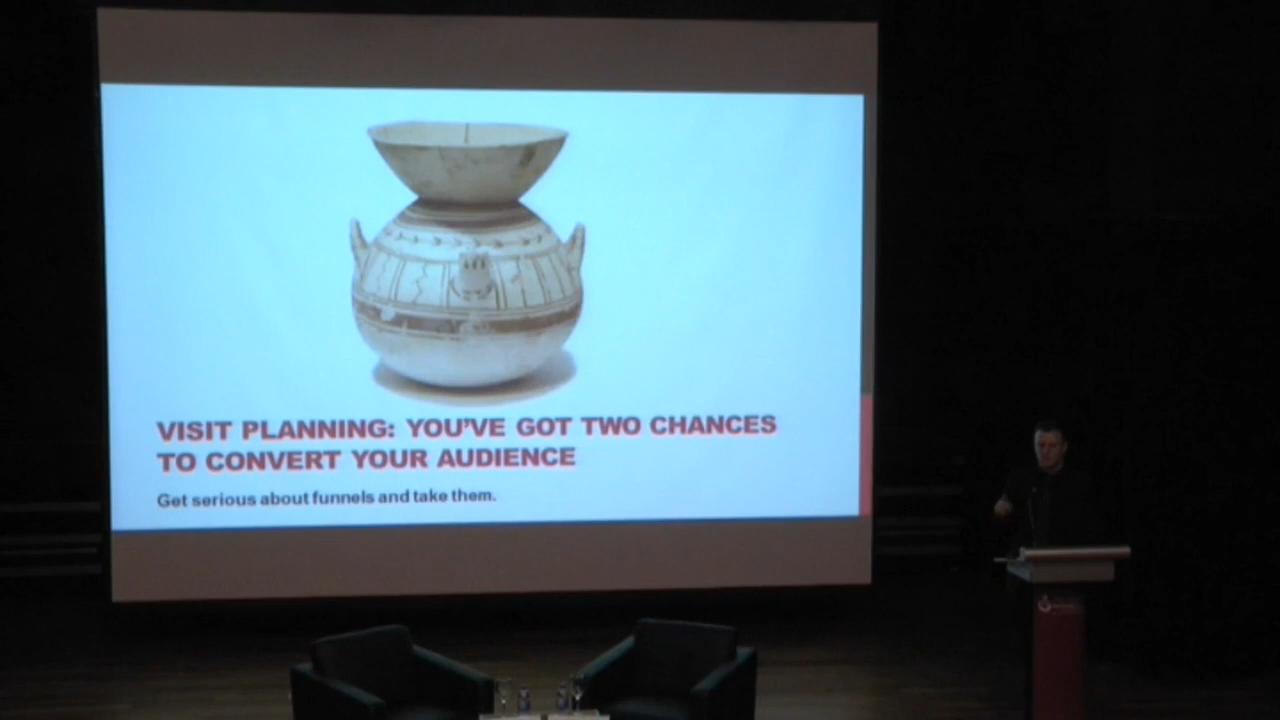 VISIT PLANNING: YOU'VE GOT TWO CHANCES
TO CONVERT YOUR AUDIENCE
Get serious about funnels and take them.